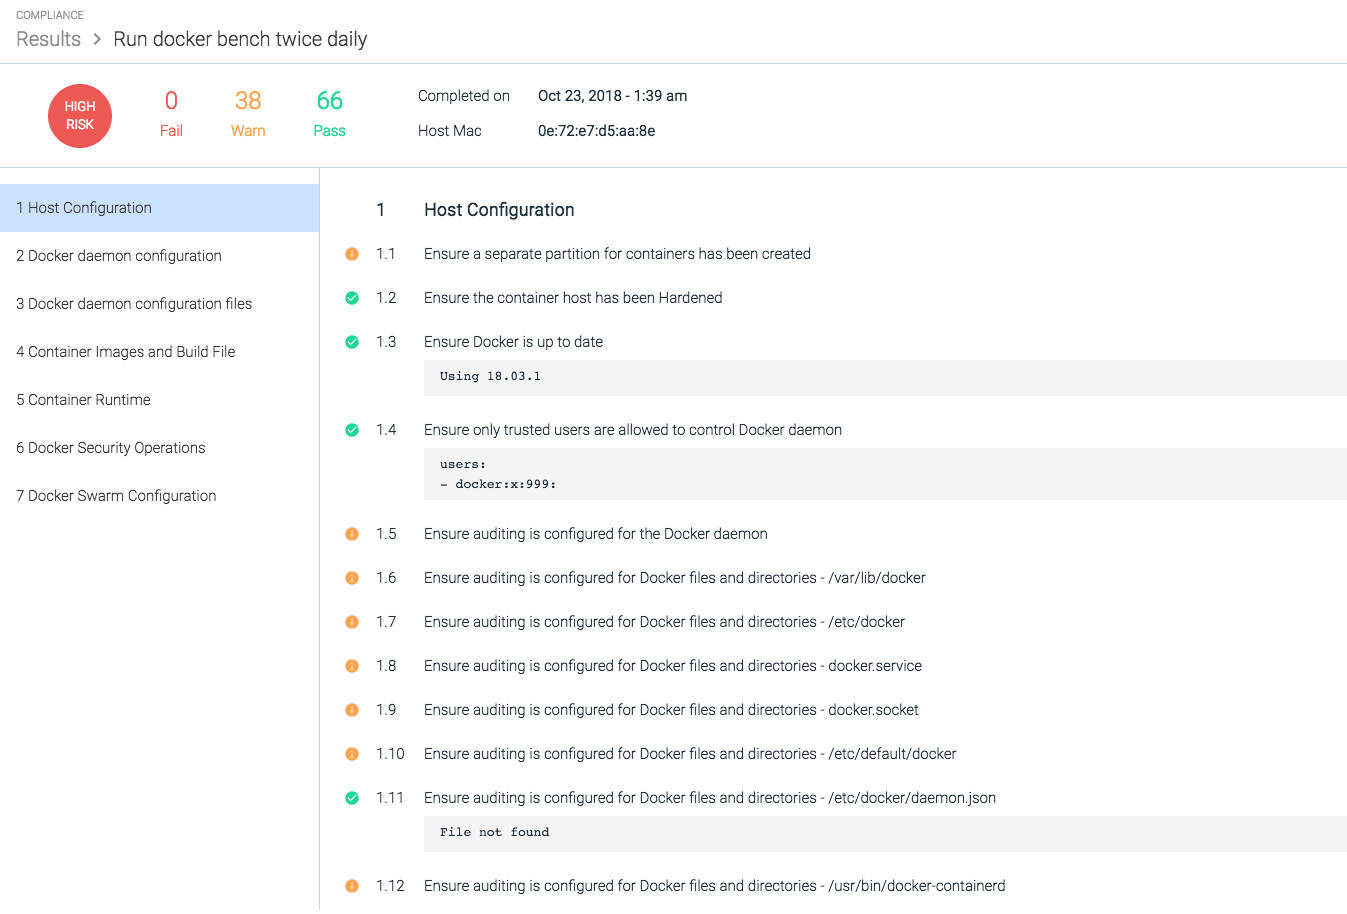 COMPLIANCE
Results > Run docker bench twice daily
HIGH
RISK
0
Fail
38
Warn
66
Pass
Completed on Oct 23, 2018 - 1:39 am
Host Mac 0e:72:e7:d5:aa:8e
1 Host Configuration
2 Docker daemon configuration
3 Docker daemon configuration files
4 Container Images and Build File
5 Container Runtime
6 Docker Security Operations
7 Docker Swarm Configuration
1 Host Configuration
1.1 Ensure a separate partition for containers has been created
1.2 Ensure the container host has been Hardened
1.3 Ensure Docker is up to date
Using 18.03.1
1.4 Ensure only trusted users are allowed to control Docker daemon
users:
- docker:x:999:
1.5 Ensure auditing is configured for the Docker daemon
1.6 Ensure auditing is configured for Docker files and directories - /var/lib/docker
1.7 Ensure auditing is configured for Docker files and directories - /etc/docker
1.8 Ensure auditing is configured for Docker files and directories - docker.service
1.9 Ensure auditing is configured for Docker files and directories - docker.socket
1.10 Ensure auditing is configured for Docker files and directories - /etc/default/docker
1.11 Ensure auditing is configured for Docker files and directories - /etc/docker/daemon.json
File not found
1.12 Ensure auditing is configured for Docker files and directories - /usr/bin/docker-containerd